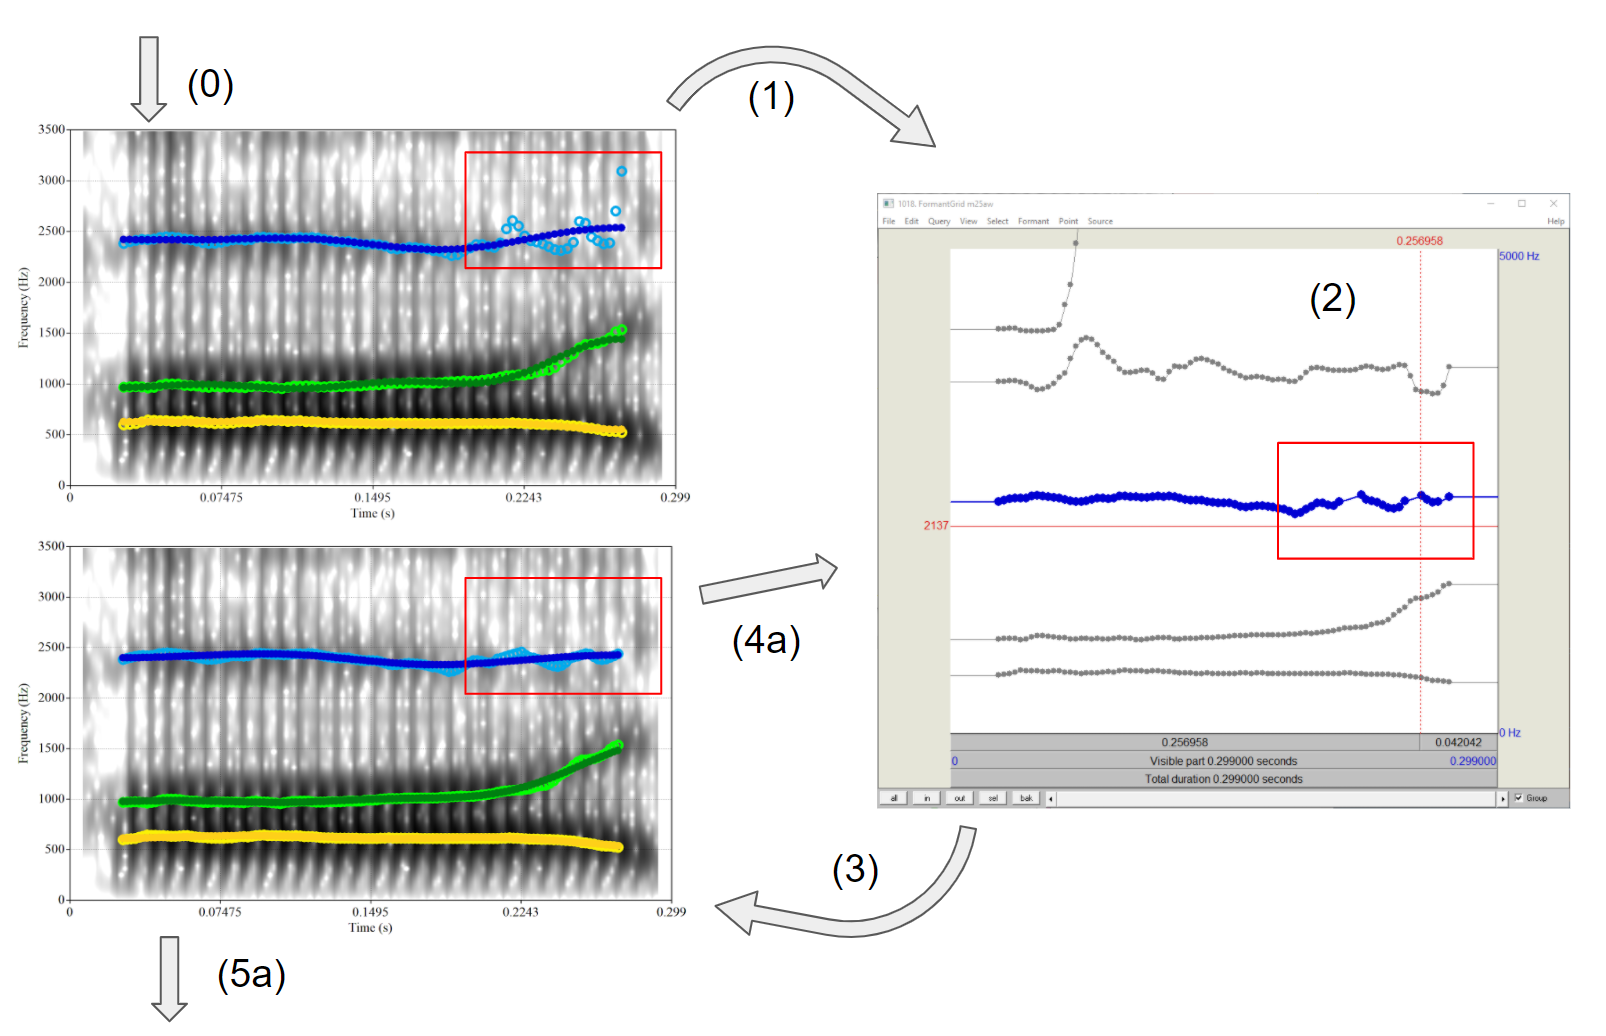 (0)
(1)
3500
3000
2500
2000
1500
1000
500
0
Frequency (Hz)
0
0.07475
0.1495
0.2243
0.299
Time (s)
1018. FormantGrid m25aw
File Edit Query View Select Formant Point Source Help
0.256958
5000 Hz
(2)
2137
0 Hz
0.256958 0.042042
0 Visible part 0.299000 seconds 0.299000
Total duration 0.299000 seconds
all in out sel bak Group
(3)
(4a)
3500
3000
2500
2000
1500
1000
500
0
Frequency (Hz)
0
0.07475
0.1495
0.2243
0.299
Time (s)
(5a)